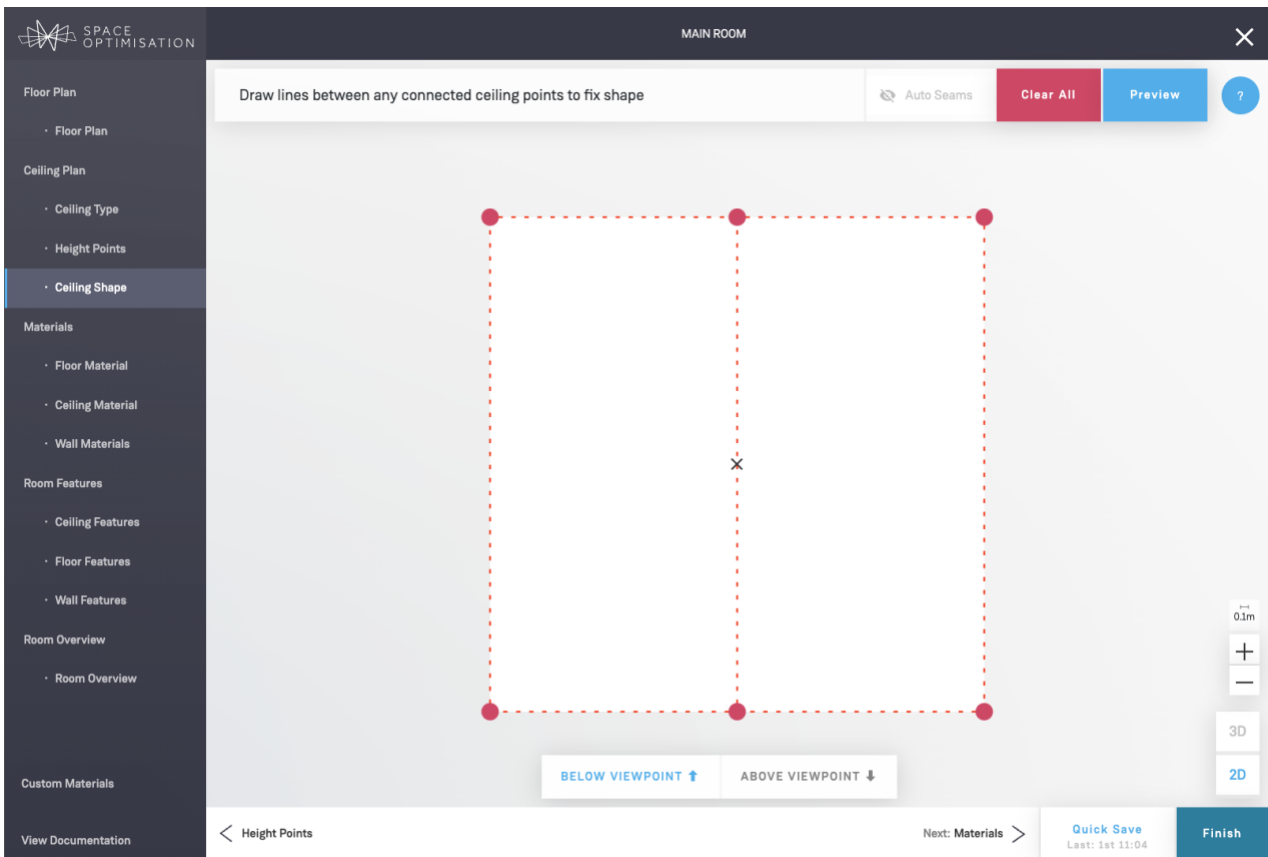 SPACE
OPTIMISATION
MAIN ROOM
Floor Plan
· Floor Plan
Ceiling Plan
· Ceiling Type
· Height Points
· Ceiling Shape
Materials
· Floor Material
· Ceiling Material
· Wall Materials
Room Features
· Ceiling Features
· Floor Features
· Wall Features
Room Overview
· Room Overview
Custom Materials
View Documentation
Draw lines between any connected ceiling points to fix shape
Auto Seams
Clear All
Preview
?
0.1m
3D
2D
BELOW VIEWPOINT
ABOVE VIEWPOINT
Height Points
Next: Materials
Quick Save
Last: 1st 11:04
Finish